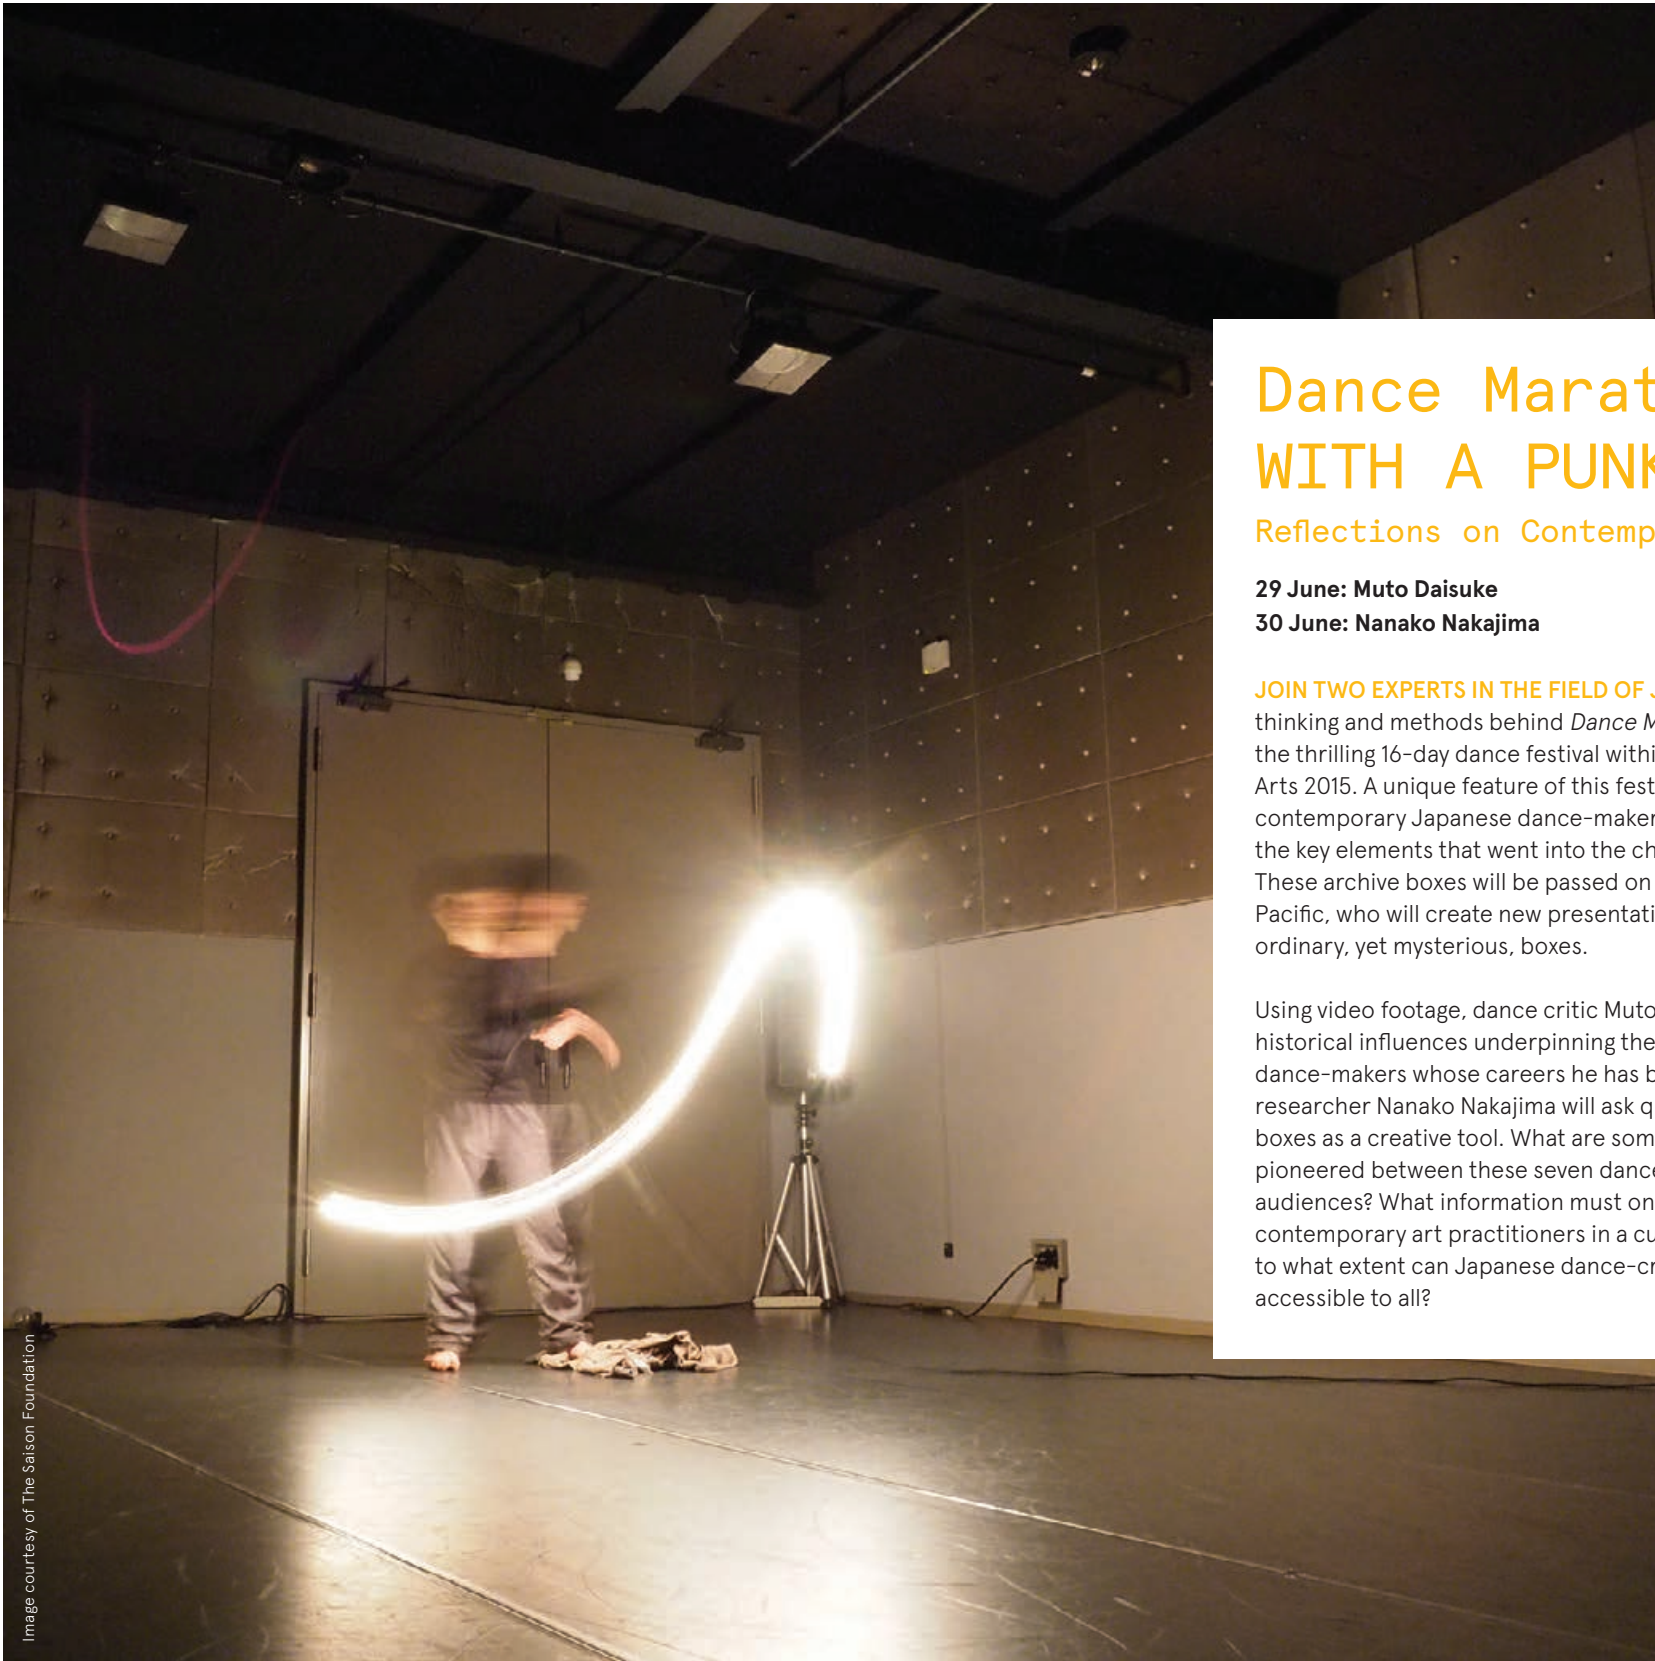 Dance Marat
WITH A PUNK
Reflections on Contemp
29 June: Muto Daisuke
30 June: Nanako Nakajima
JOIN TWO EXPERTS IN THE FIELD OF J
thinking and methods behind Dance M
the thrilling 16-day dance festival withi
Arts 2015. A unique feature of this fest
contemporary Japanese dance-maker
the key elements that went into the ch
These archive boxes will be passed on
Pacific, who will create new presentati
ordinary, yet mysterious, boxes.
Using video footage, dance critic Muto
historical influences underpinning the
dance-makers whose careers he has b
researcher Nanako Nakajima will ask q
boxes as a creative tool. What are som
pioneered between these seven dance
audiences? What information must on
contemporary art practitioners in a cu
to what extent can Japanese dance-cr
accessible to all?
Image courtesy of The Saison Foundation